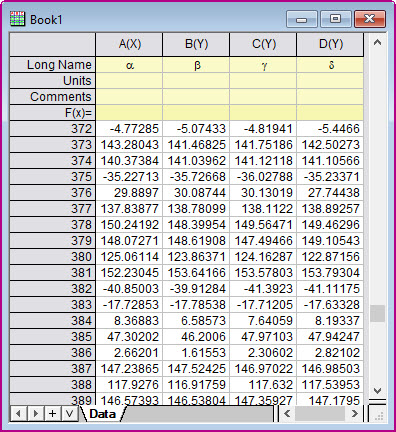 Book1
A(X) B(Y) C(Y) D(Y)
Long Name α β γ δ
Units
Comments
F(x)=
372 -4.77285 -5.07433 -4.81941 -5.4466
373 143.28043 141.46825 141.75186 142.50273
374 140.37384 141.03962 141.12118 141.10566
375 -35.22713 -35.72668 -36.02788 -35.23371
376 29.8897 30.08744 30.13019 27.74438
377 137.83877 138.78099 138.1122 138.89257
378 150.24192 148.39954 149.56471 149.46296
379 148.07271 148.61908 147.49466 149.10543
380 125.06114 123.86371 124.16287 122.87156
381 152.23045 153.64166 153.57803 153.79304
382 -40.85003 -39.91284 -41.3923 -41.11175
383 -17.72853 -17.78538 -17.71205 -17.63328
384 8.36883 6.58573 7.64059 8.19337
385 47.30202 46.2006 47.97103 47.94247
386 2.66201 1.61553 2.30602 2.82102
387 147.23865 147.52425 146.97022 146.98503
388 117.9276 116.91759 117.632 117.53953
389 146.57393 146.53804 147.35927 147.1795
Data